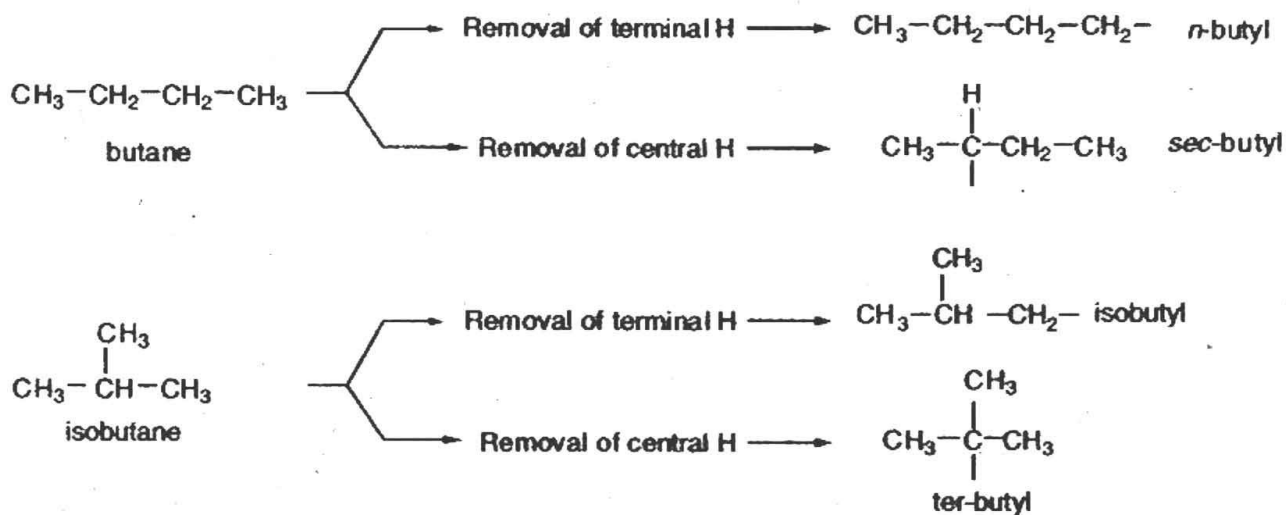 Removal of terminal H CH₃-CH₂-CH₂-CH₂- n-butyl
CH₃-CH₂-CH₂-CH₃
butane
H
Removal of central H CH₃-C-CH₂-CH₃ sec-butyl
CH₃
Removal of terminal H CH₃-CH-CH₂- isobutyl
CH₃
CH₃-CH-CH₃
isobutane
CH₃
Removal of central H CH₃-C-CH₃
ter-butyl